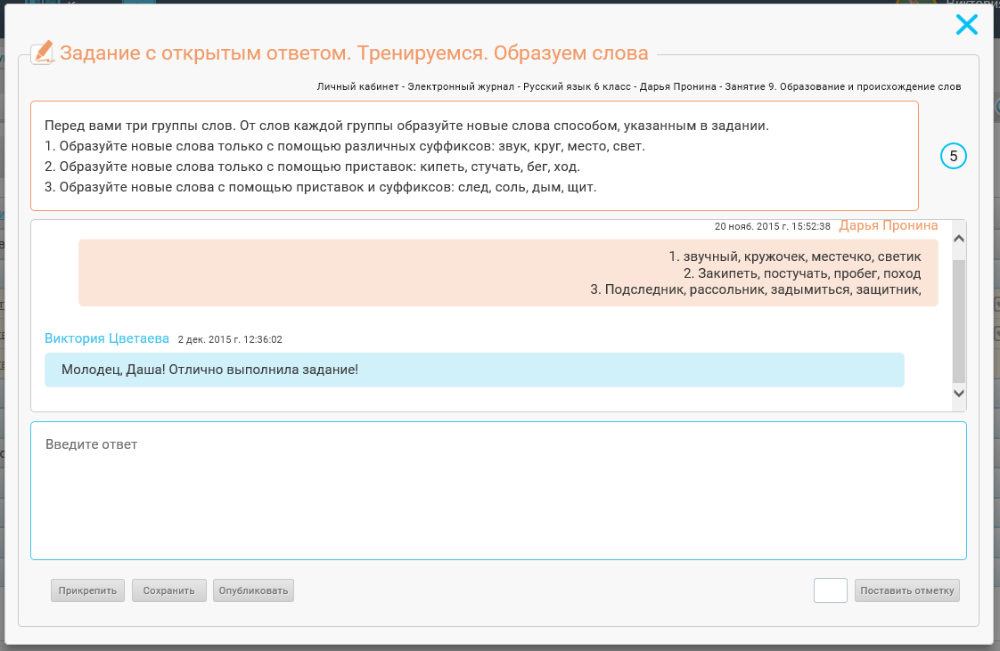 Задание с открытым ответом. Тренируемся. Образуем слова
Личный кабинет - Электронный журнал - Русский язык 6 класс - Дарья Пронина - Занятие 9. Образование и происхождение слов
Перед вами три группы слов. От слов каждой группы образуйте новые слова способом, указанным в задании.
1. Образуйте новые слова только с помощью различных суффиксов: звук, круг, место, свет.
2. Образуйте новые слова только с помощью приставок: кипеть, стучать, бег, ход.
3. Образуйте новые слова с помощью приставок и суффиксов: след, соль, дым, щит.
5
20 нояб. 2015 г. 15:52:38 Дарья Пронина
1. звучный, кружочек, местечко, светик
2. Закипеть, постучать, пробег, поход
3. Подследник, рассольник, задымиться, защитник,
Виктория Цветаева 2 дек. 2015 г. 12:36:02
Молодец, Даша! Отлично выполнила задание!
Введите ответ
Прикрепить Сохранить Опубликовать Поставить отметку